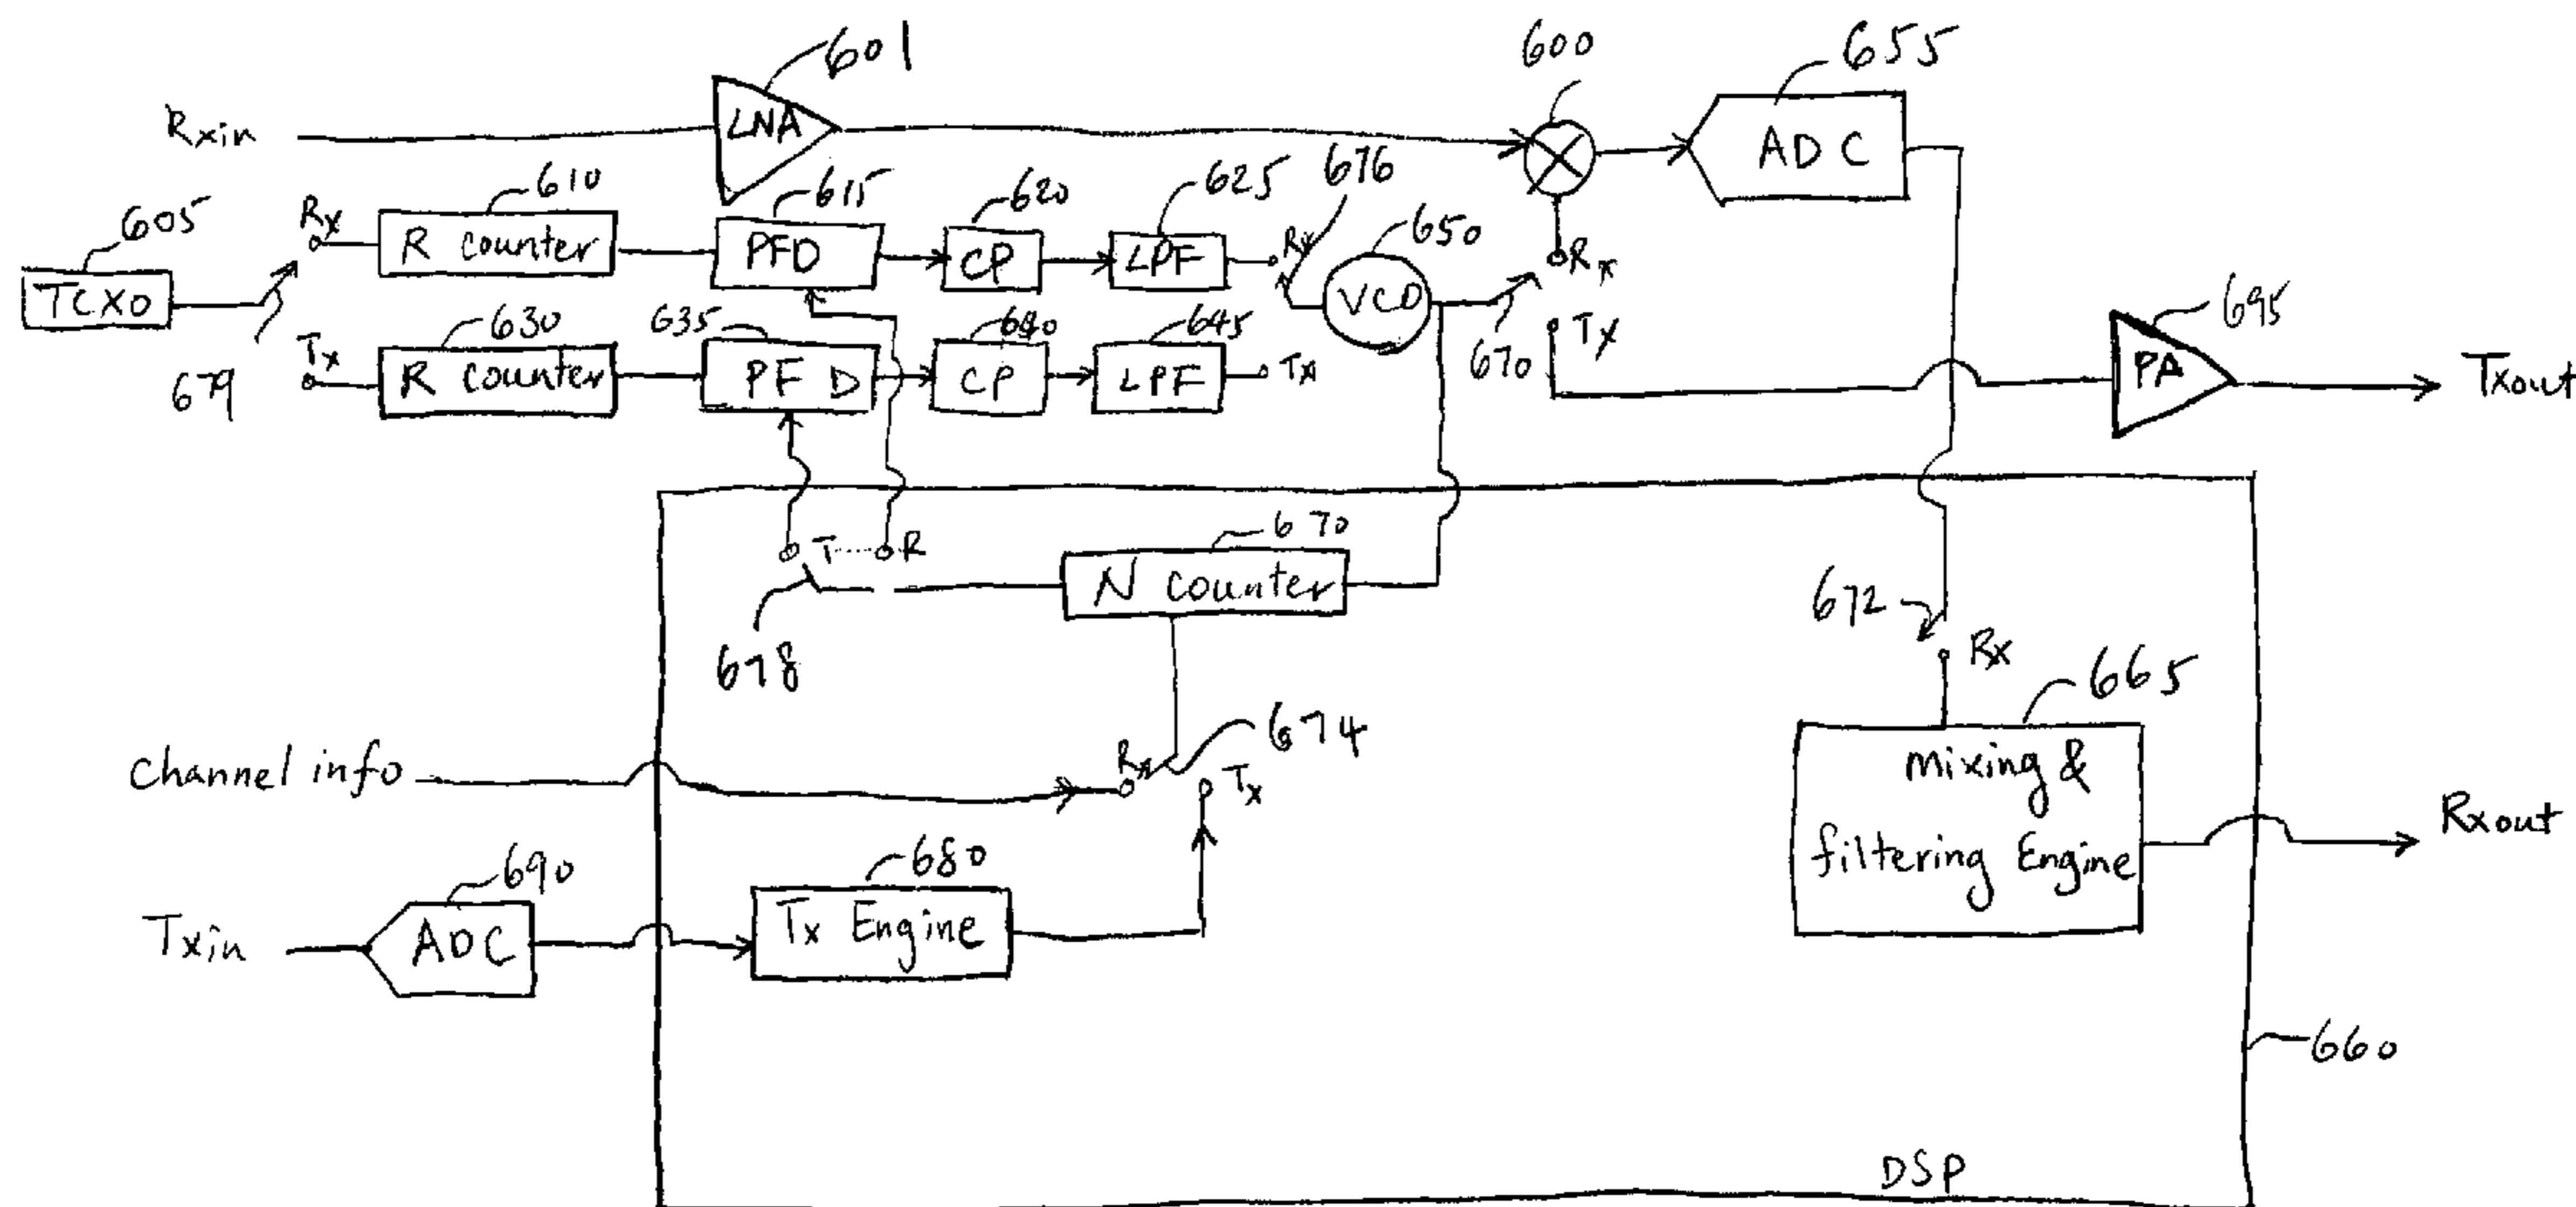 601
600
655
Rxin
LNA
ADC
610
615
620
625
676
605
Rx
R counter
PFD
CP
LPF
Rx
650
TCXO
VCO
Rx
630
635
640
645
670
Tx
695
679
Tx
R counter
PFD
CP
LPF
Tx
PA
Txout
T
R
670
N counter
678
672
Rx
665
674
Channel info
Rx
Tx
mixing &
filtering Engine
Rxout
690
680
Txin
ADC
Tx Engine
660
DSP